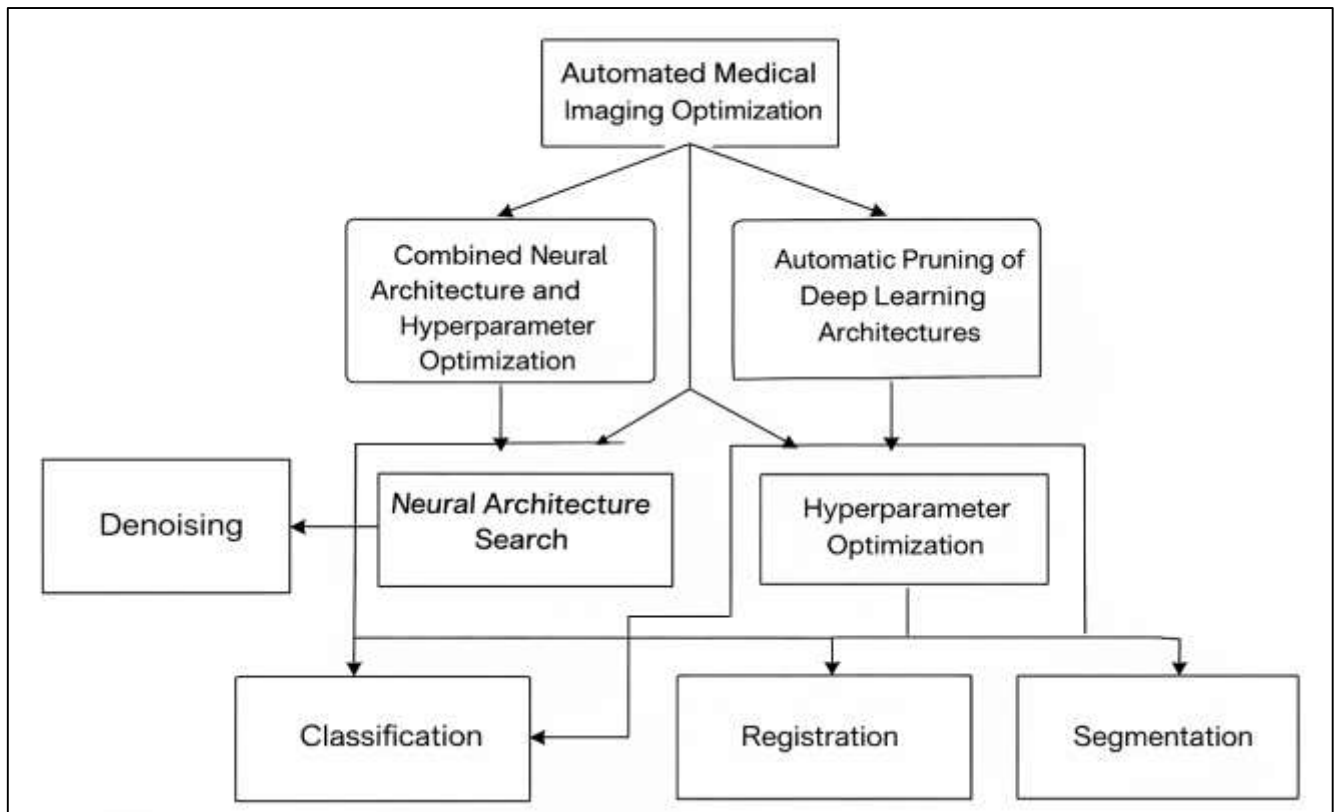 Automated Medical
Imaging Optimization
Combined Neural
Architecture and
Hyperparameter
Optimization
Automatic Pruning of
Deep Learning
Architectures
Denoising
Neural Architecture
Search
Hyperparameter
Optimization
Classification
Registration
Segmentation